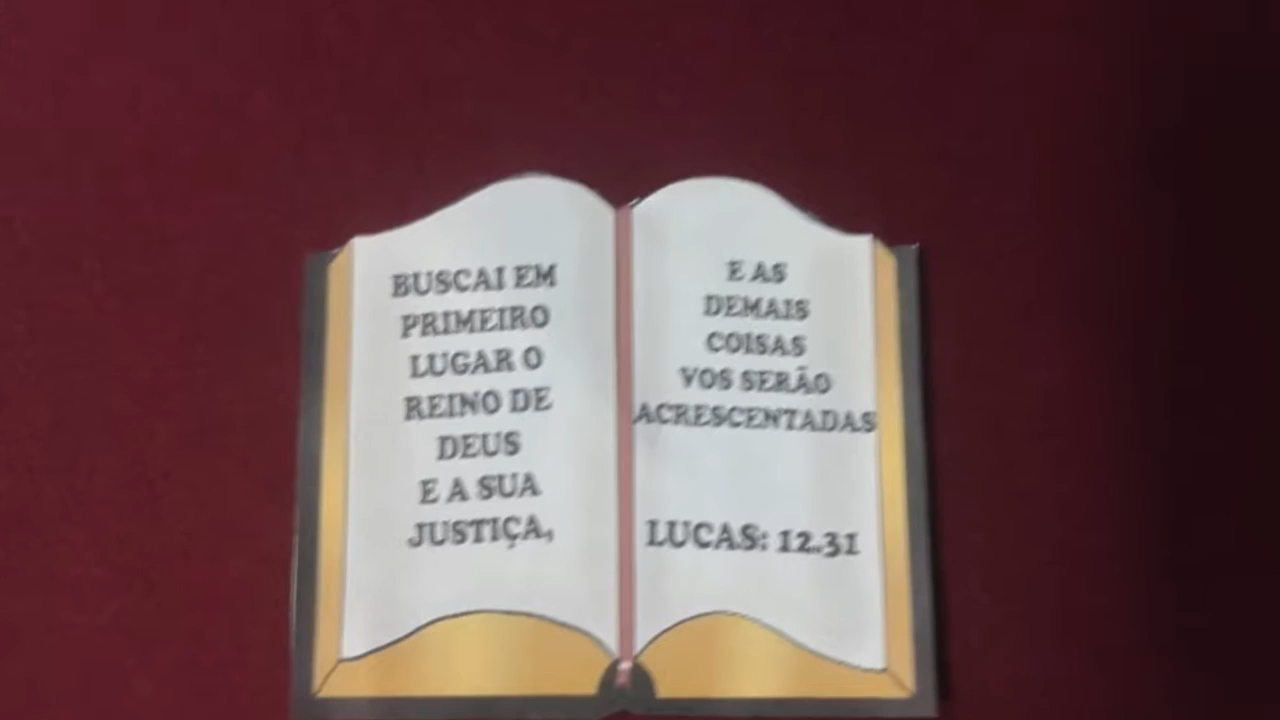 BUSCAI EM
PRIMEIRO
LUGAR O
REINO DE
DEUS
E A SUA
JUSTIÇA,
E AS
DEMAIS
COISAS
VOS SERÃO
ACRESCENTADAS
LUCAS: 12.31